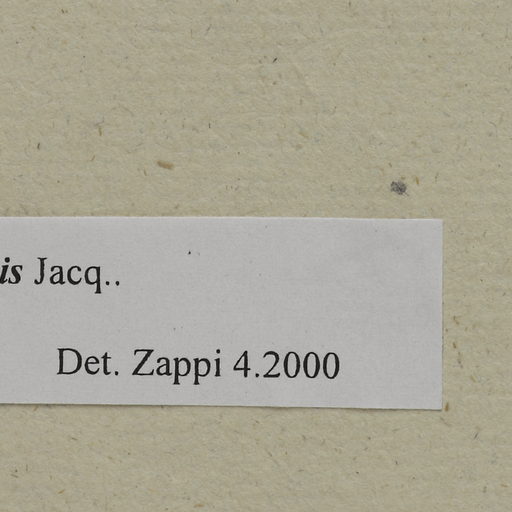 is Jacq..
Det. Zappi 4.2000